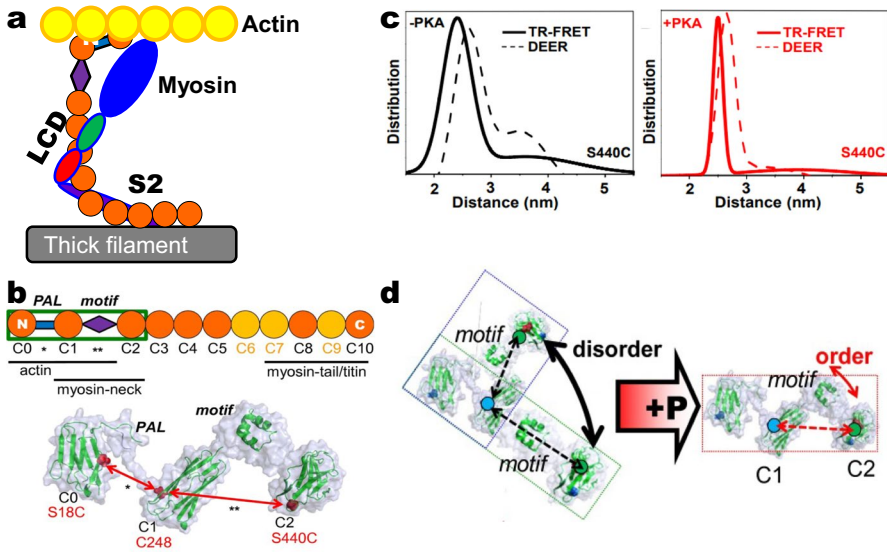 a
Actin
N
Myosin
LCD
S2
Thick filament
b
PAL
motif
N
C
C0 * C1 ** C2 C3 C4 C5 C6 C7 C8 C9 C10
actin
myosin-neck
myosin-tail/titin
motif
PAL
C0
S18C
*
C1
C248
**
C2
S440C
c
-PKA
TR-FRET
DEER
S440C
Distribution
2 3 4 5
Distance (nm)
+PKA
TR-FRET
DEER
S440C
Distribution
2 3 4 5
Distance (nm)
d
motif
disorder
motif
+P
order
motif
C1
C2